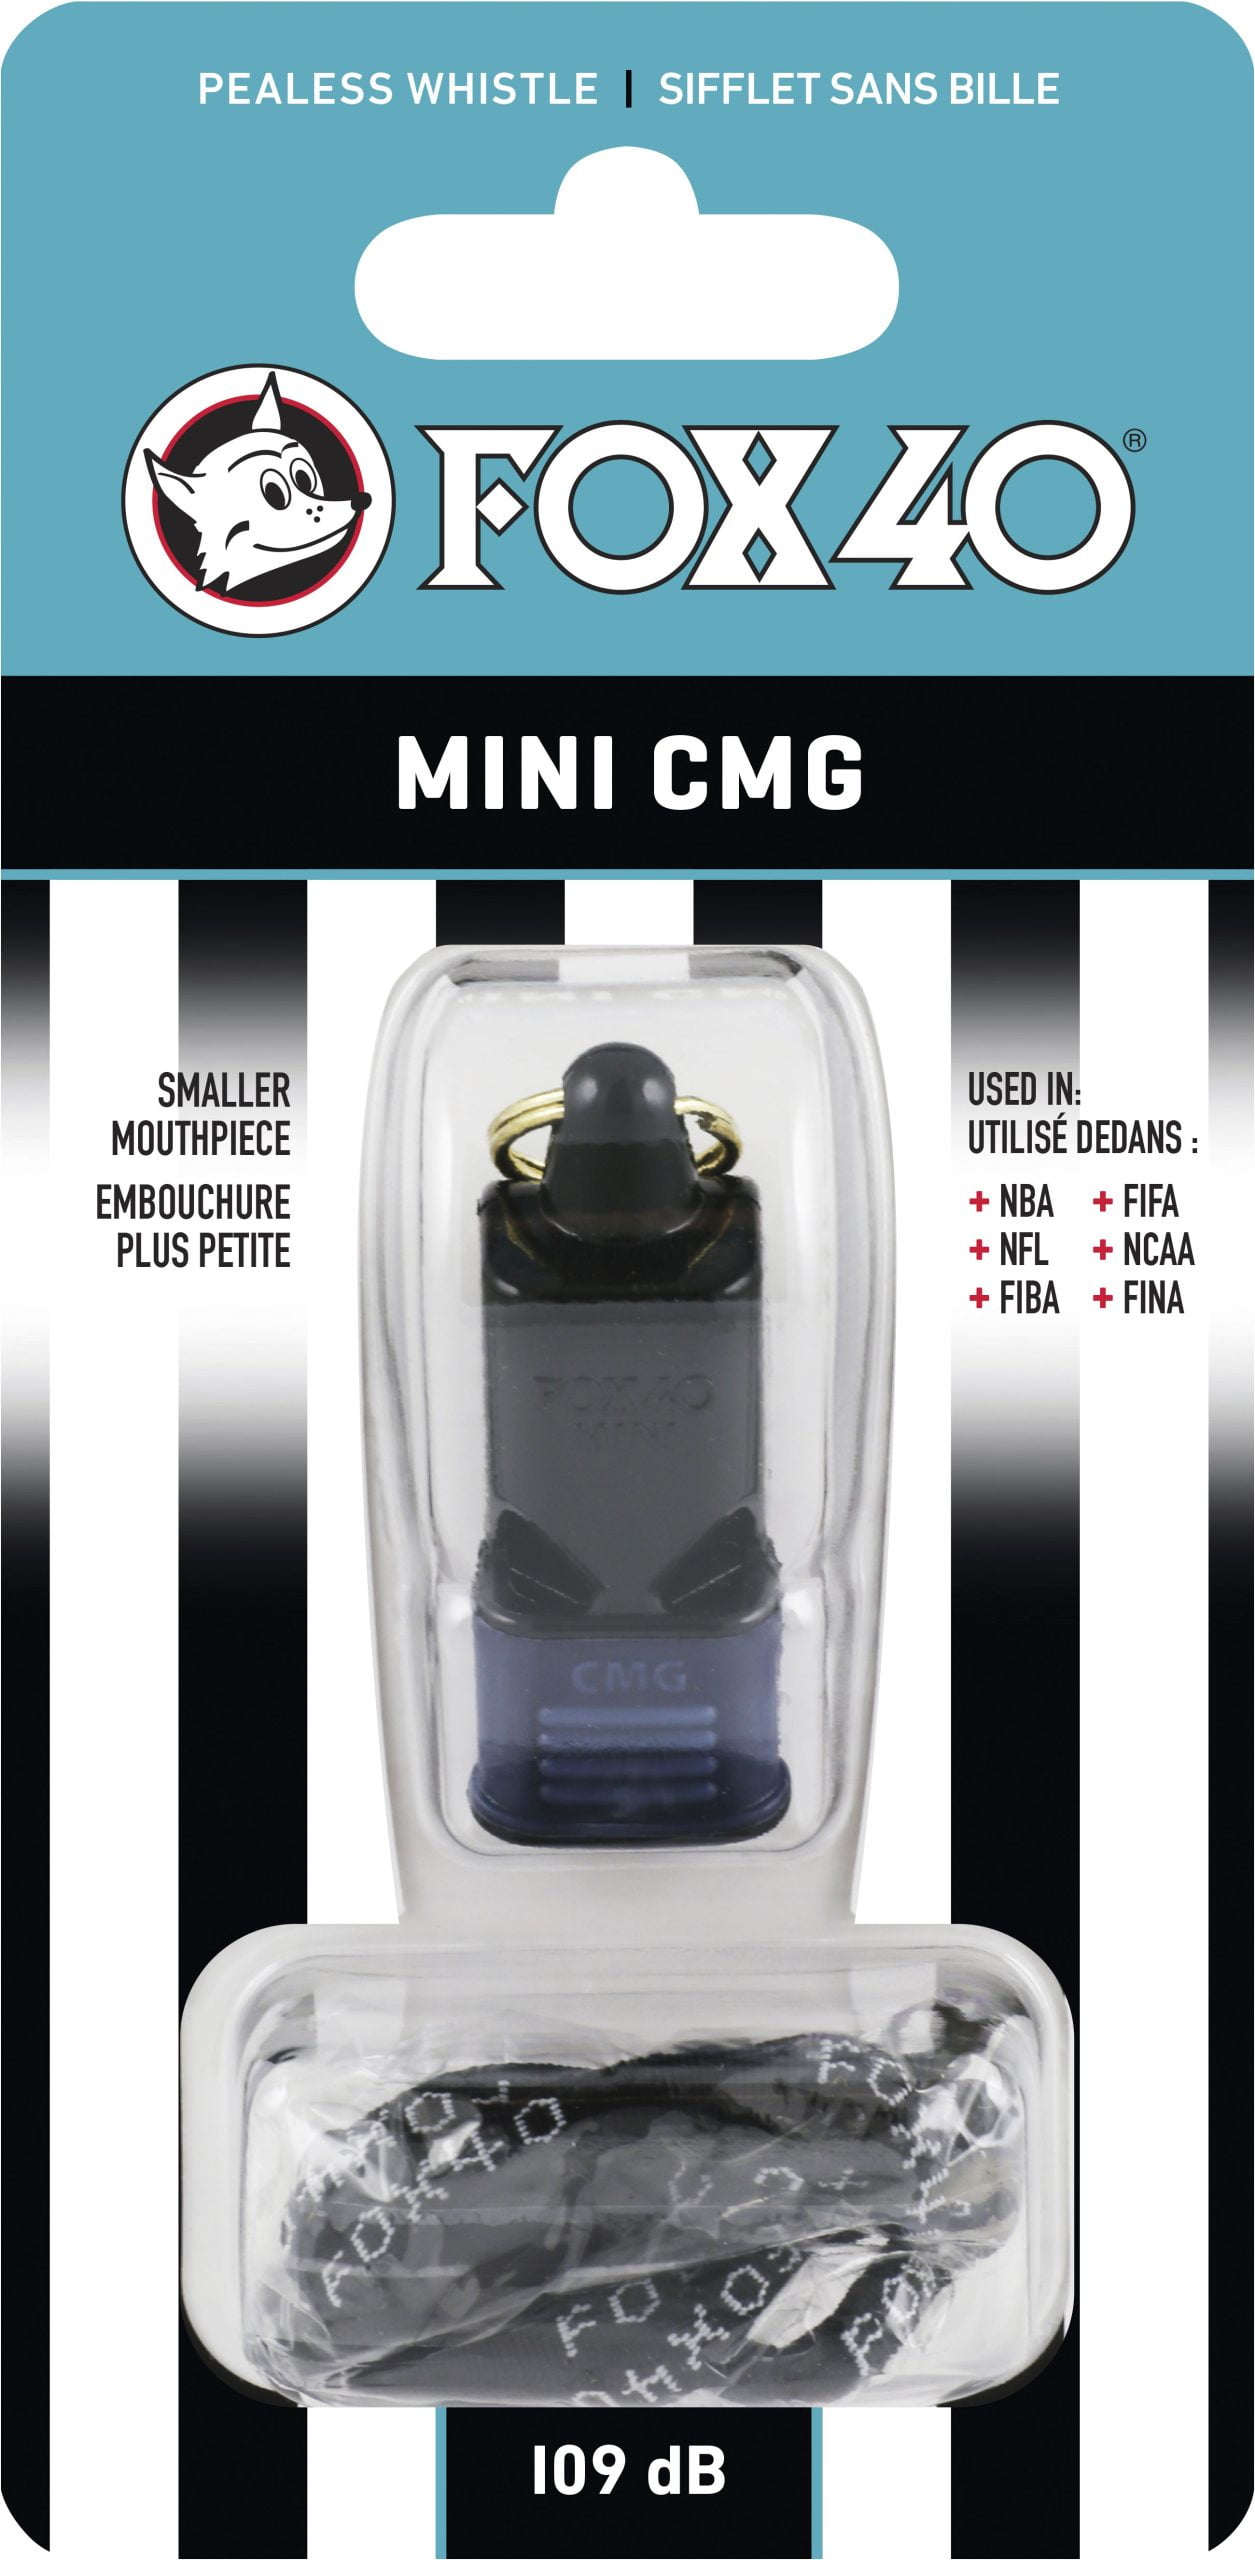 PEALESS WHISTLE | SIFFLET SANS BILLE
FOX 40®
MINI CMG
SMALLER
MOUTHPIECE
EMBOUCHURE
PLUS PETITE
USED IN:
UTILISÉ DEDANS :
+ NBA + FIFA
+ NFL + NCAA
+ FIBA + FINA
FOX 40
MINI
CMG
109 dB